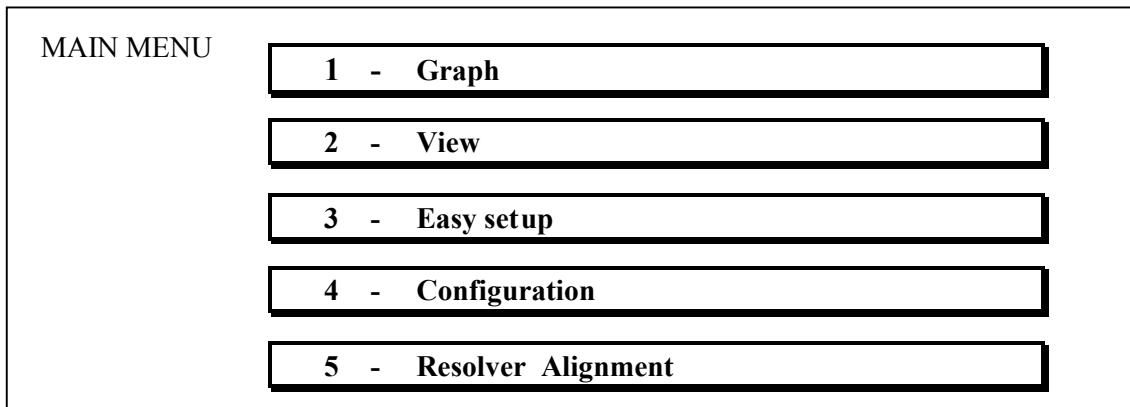 MAIN MENU
1 - Graph
2 - View
3 - Easy setup
4 - Configuration
5 - Resolver Alignment